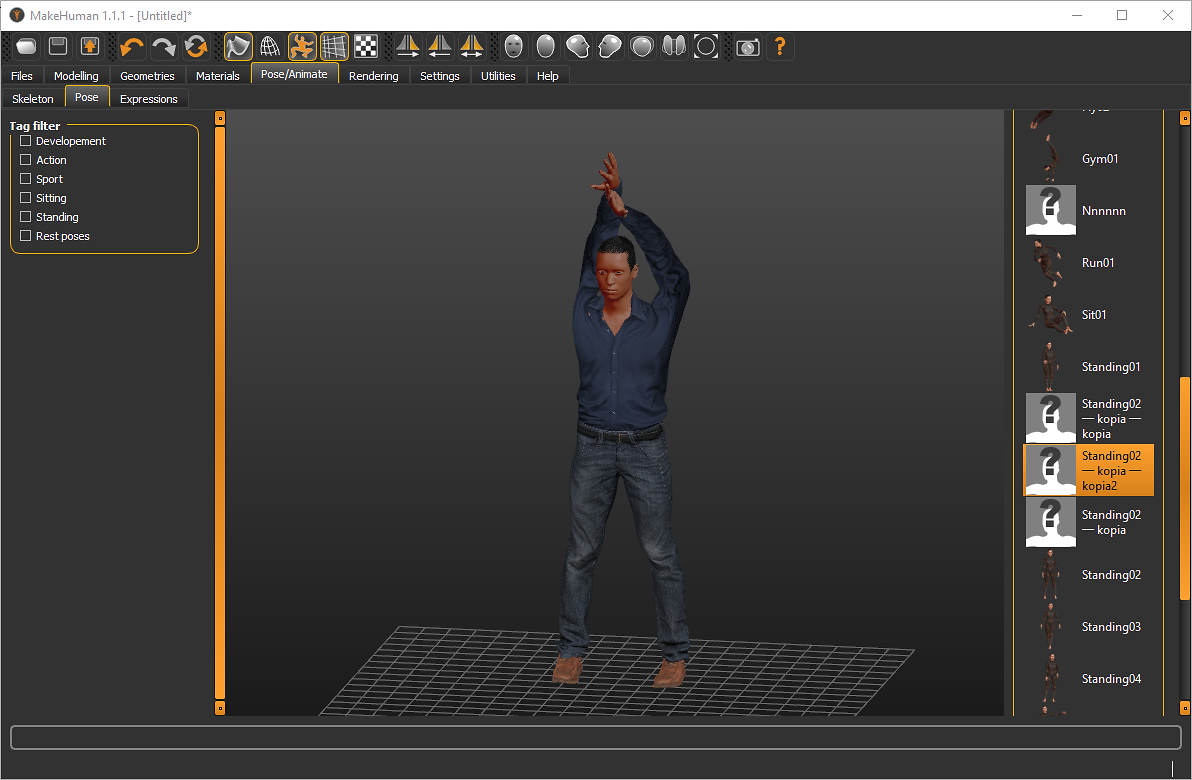 MakeHuman 1.1.1 - [Untitled]*
Files Modelling Geometries Materials Pose/Animate Rendering Settings Utilities Help
Skeleton Pose Expressions
Tag filter
Developement
Action
Sport
Sitting
Standing
Rest poses
Gym01
Nnnnnn
Run01
Sit01
Standing01
Standing02
— kopia —
kopia
Standing02
— kopia —
kopia2
Standing02
— kopia
Standing02
Standing03
Standing04